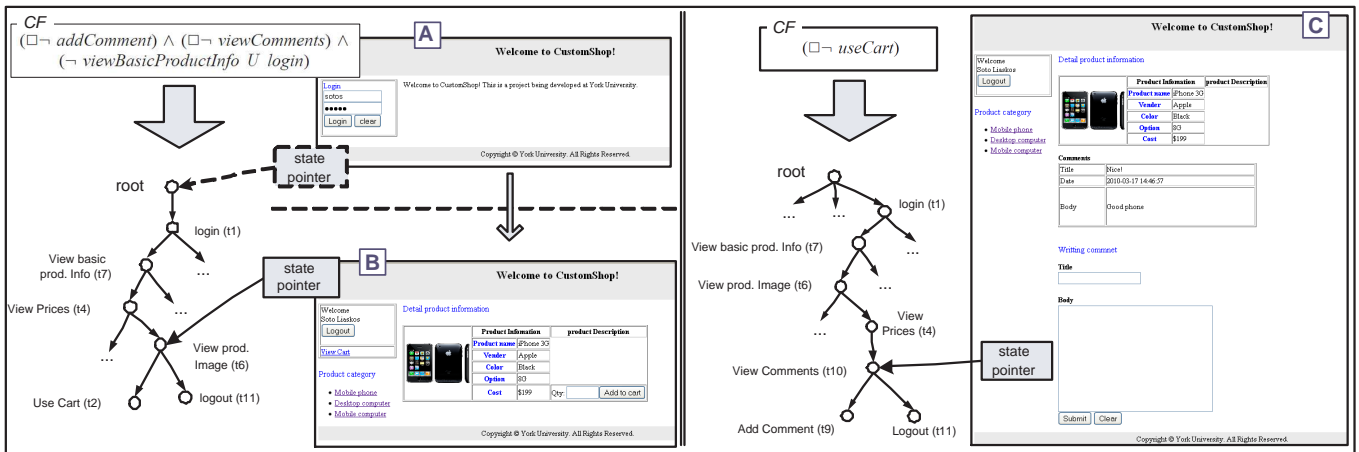 CF
(□¬ addComment) ∧ (□¬ viewComments) ∧
(¬ viewBasicProductInfo U login)
A
Welcome to CustomShop!
Login
sotos
●●●●●
Login clear
Welcome to CustomShop! This is a project being developed at York University.
Copyright © York University. All Rights Reserved.
state
pointer
root
login (t1)
...
View basic
prod. Info (t7)
...
View Prices (t4)
...
View prod.
Image (t6)
Use Cart (t2)
logout (t11)
state
pointer
B
Welcome to CustomShop!
Welcome
Soto Liaskos
Logout
View Cart
Product category
• Mobile phone
• Desktop computer
• Mobile computer
Detail product information
Product Infomation product Description
Product name iPhone 3G
Vender Apple
Color Black
Option 8G
Cost $199 Qty: Add to cart
Copyright © York University. All Rights Reserved.
CF
(□¬ useCart)
root
... ...
login (t1)
View basic
prod. Info (t7)
...
View prod. Image (t6)
...
View
Prices (t4)
View Comments (t10)
Add Comment (t9)
Logout (t11)
state
pointer
C
Welcome to CustomShop!
Welcome
Soto Liaskos
Logout
Product category
• Mobile phone
• Desktop computer
• Mobile computer
Detail product information
Product Infomation product Description
Product name iPhone 3G
Vender Apple
Color Black
Option 8G
Cost $199
Comments
Title Nice!
Date 2010-03-17 14:46:57
Body Good phone
Writting commnet
Title
Body
Submit Clear
Copyright © York University. All Rights Reserved.